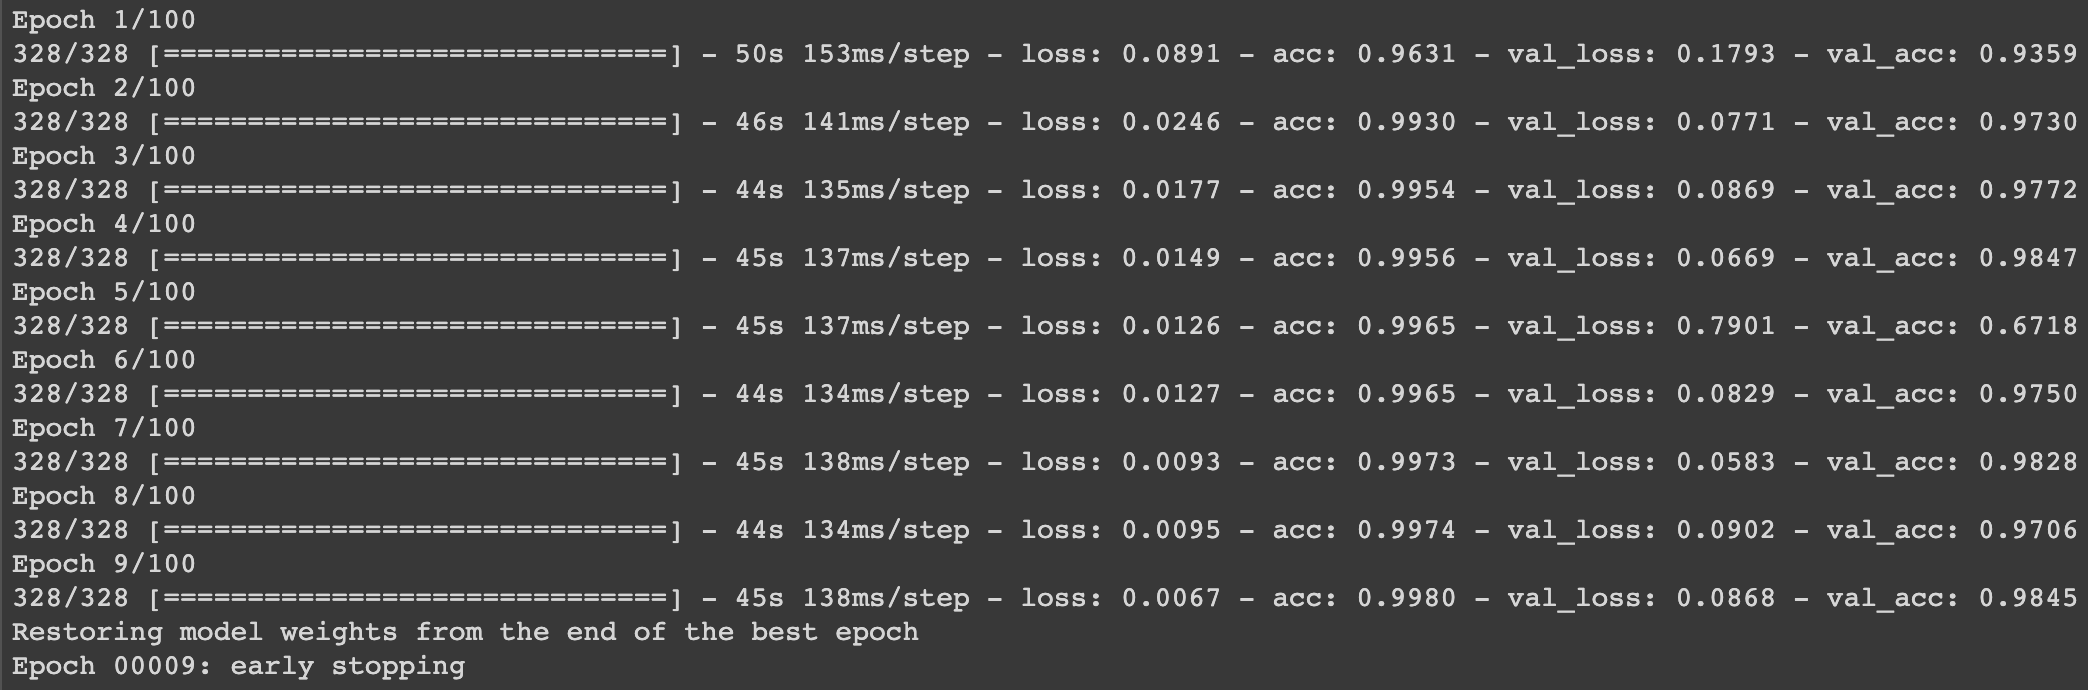 Epoch 1/100
328/328 [==============================] - 50s 153ms/step - loss: 0.0891 - acc: 0.9631 - val_loss: 0.1793 - val_acc: 0.9359
Epoch 2/100
328/328 [==============================] - 46s 141ms/step - loss: 0.0246 - acc: 0.9930 - val_loss: 0.0771 - val_acc: 0.9730
Epoch 3/100
328/328 [==============================] - 44s 135ms/step - loss: 0.0177 - acc: 0.9954 - val_loss: 0.0869 - val_acc: 0.9772
Epoch 4/100
328/328 [==============================] - 45s 137ms/step - loss: 0.0149 - acc: 0.9956 - val_loss: 0.0669 - val_acc: 0.9847
Epoch 5/100
328/328 [==============================] - 45s 137ms/step - loss: 0.0126 - acc: 0.9965 - val_loss: 0.7901 - val_acc: 0.6718
Epoch 6/100
328/328 [==============================] - 44s 134ms/step - loss: 0.0127 - acc: 0.9965 - val_loss: 0.0829 - val_acc: 0.9750
Epoch 7/100
328/328 [==============================] - 45s 138ms/step - loss: 0.0093 - acc: 0.9973 - val_loss: 0.0583 - val_acc: 0.9828
Epoch 8/100
328/328 [==============================] - 44s 134ms/step - loss: 0.0095 - acc: 0.9974 - val_loss: 0.0902 - val_acc: 0.9706
Epoch 9/100
328/328 [==============================] - 45s 138ms/step - loss: 0.0067 - acc: 0.9980 - val_loss: 0.0868 - val_acc: 0.9845
Restoring model weights from the end of the best epoch
Epoch 00009: early stopping